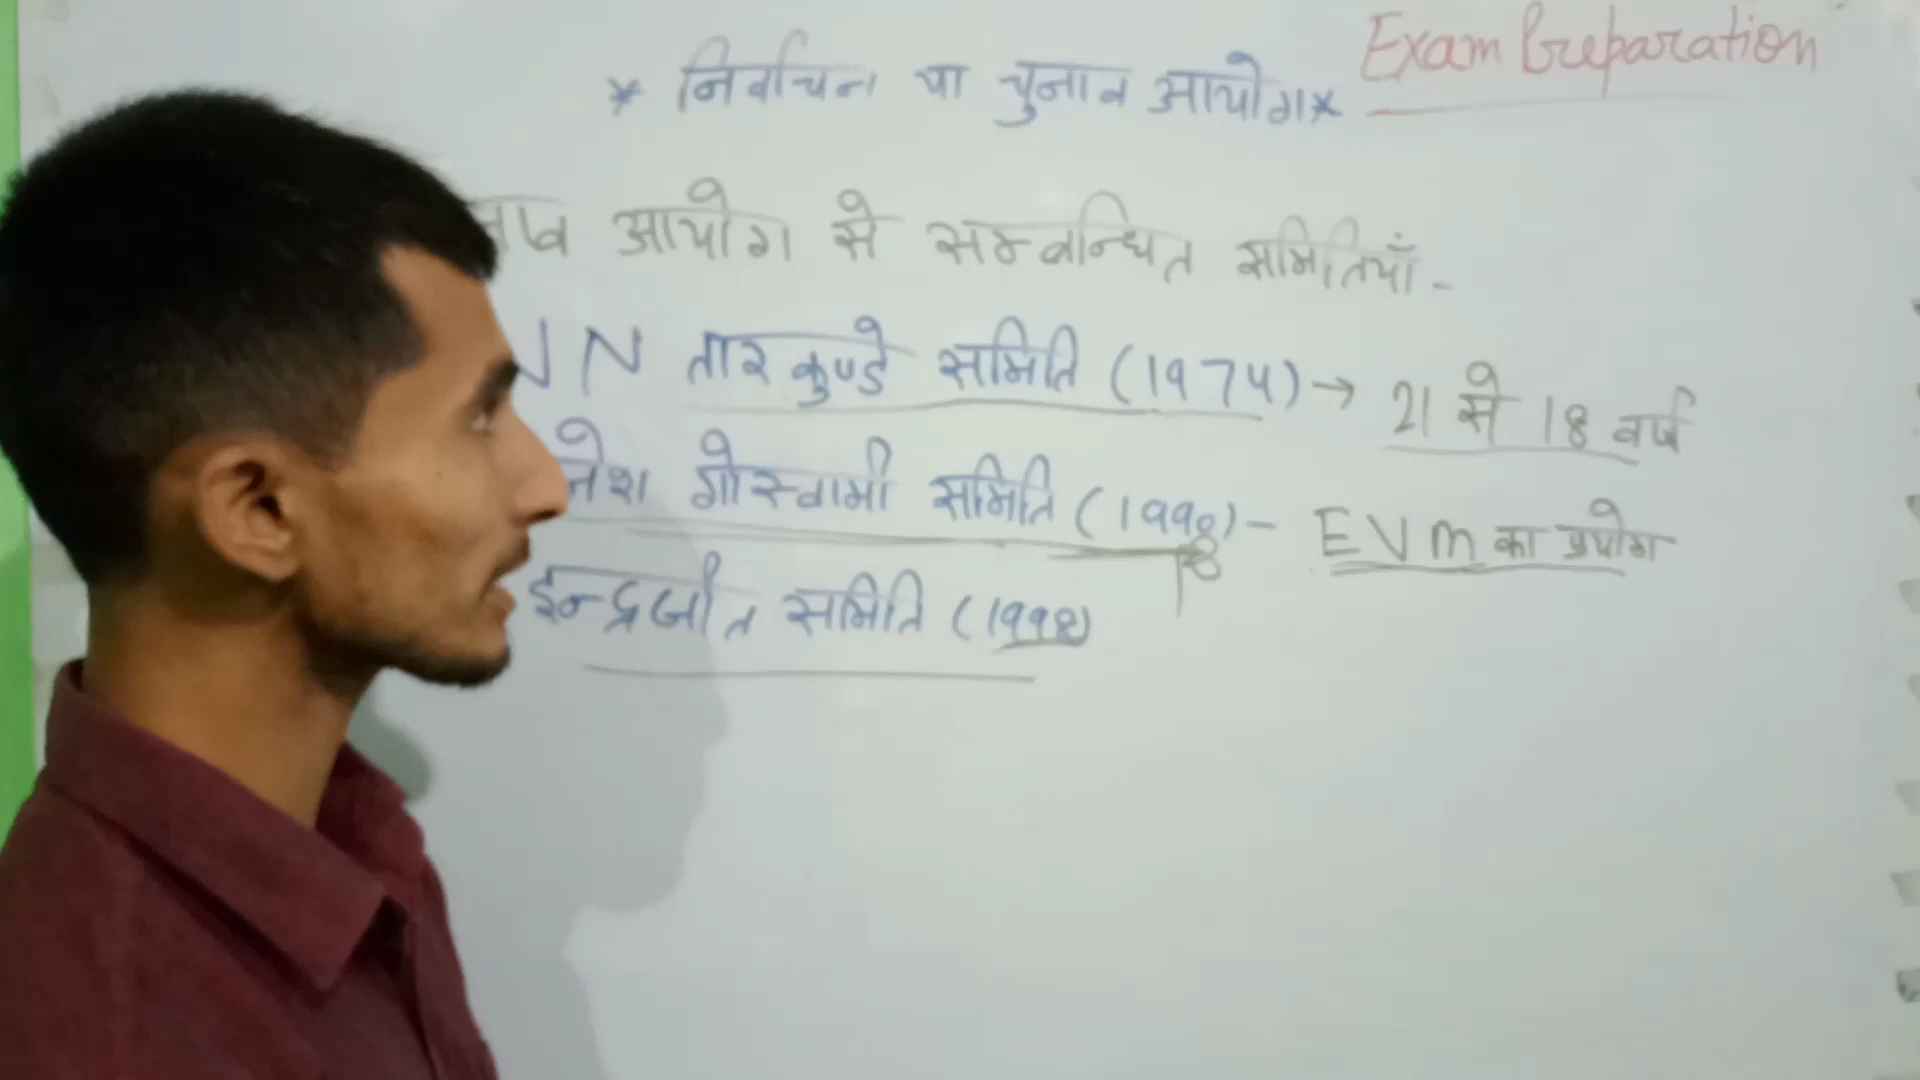 Exam Preparation
* निर्वाचन या चुनाव आयोग *
आयोग से सम्बन्धित समितियाँ -
N तारकुण्डे समिति (1974) → 21 से 18 वर्ष
नेश गोस्वामी समिति (1998) - EVM का प्रयोग
इन्द्रजीत समिति (1998)